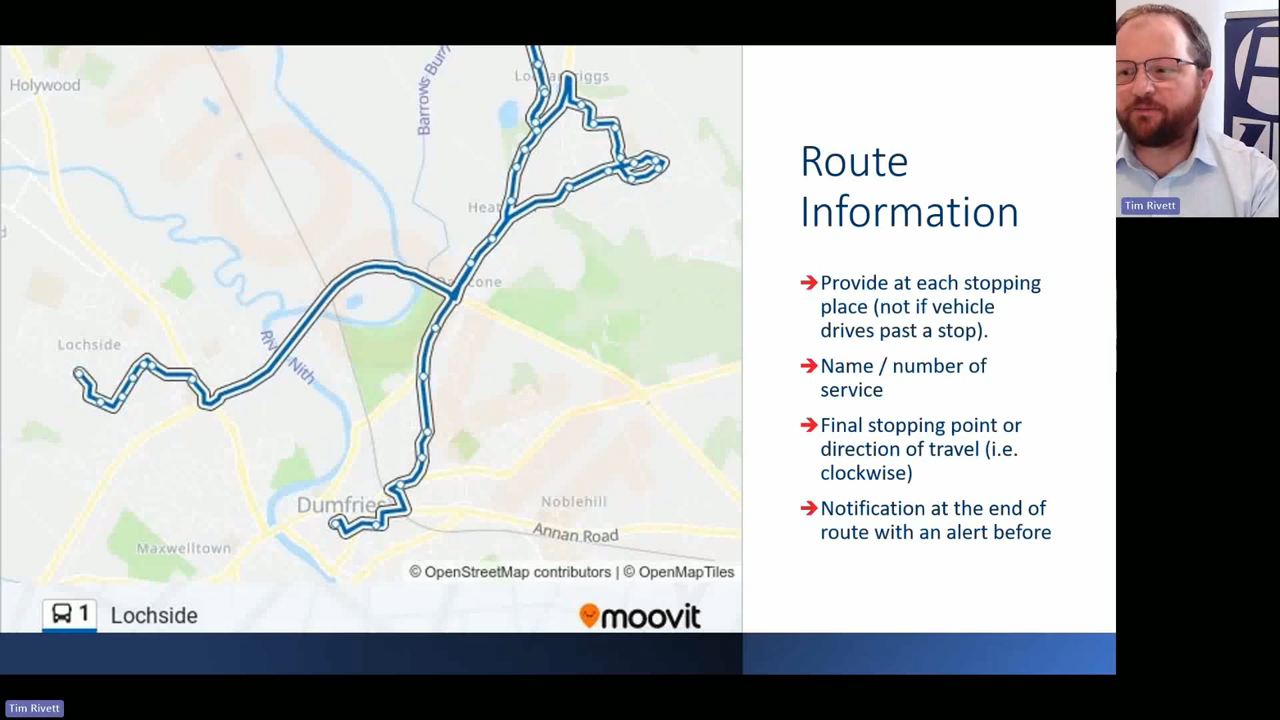 Holywood
Barrows Burn
Heat
Lochside
River Nith
Dumfries
Noblehill
Annan Road
Maxwelltown
© OpenStreetMap contributors | © OpenMapTiles
1 Lochside
moovit
Route
Information
Provide at each stopping
place (not if vehicle
drives past a stop).
Name / number of
service
Final stopping point or
direction of travel (i.e.
clockwise)
Notification at the end of
route with an alert before
Tim Rivett
Tim Rivett